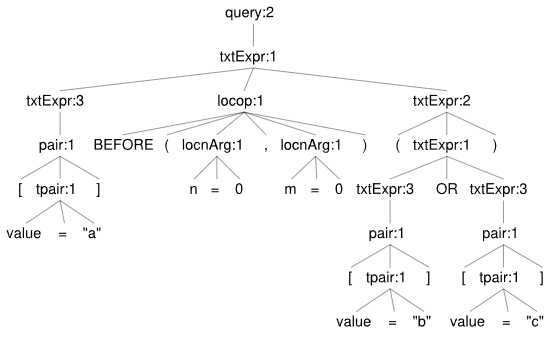 query:2
txtExpr:1
txtExpr:3 locop:1 txtExpr:2
pair:1 BEFORE ( locnArg:1 , locnArg:1 ) ( txtExpr:1 )
[ tpair:1 ] n = 0 m = 0 txtExpr:3 OR txtExpr:3
value = "a" pair:1 pair:1
[ tpair:1 ] [ tpair:1 ]
value = "b" value = "c"